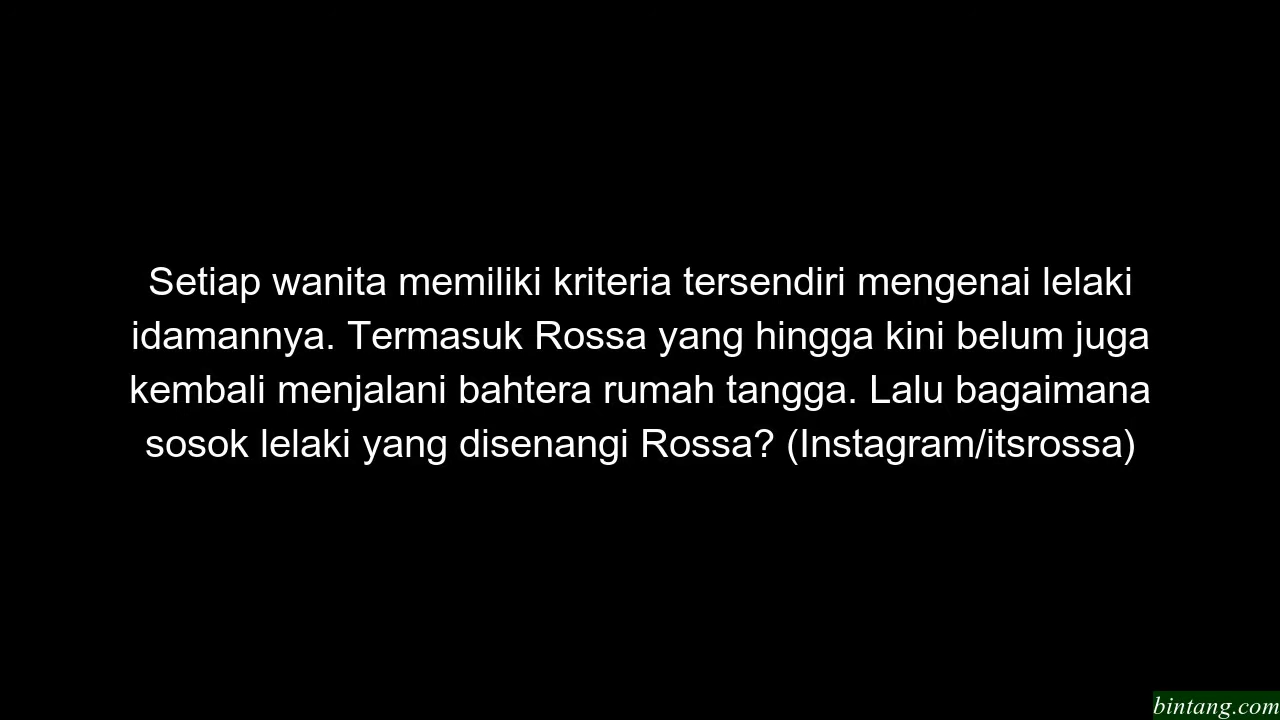 Setiap wanita memiliki kriteria tersendiri mengenai lelaki
idamannya. Termasuk Rossa yang hingga kini belum juga
kembali menjalani bahtera rumah tangga. Lalu bagaimana
sosok lelaki yang disenangi Rossa? (Instagram/itsrossa)
bintang.com